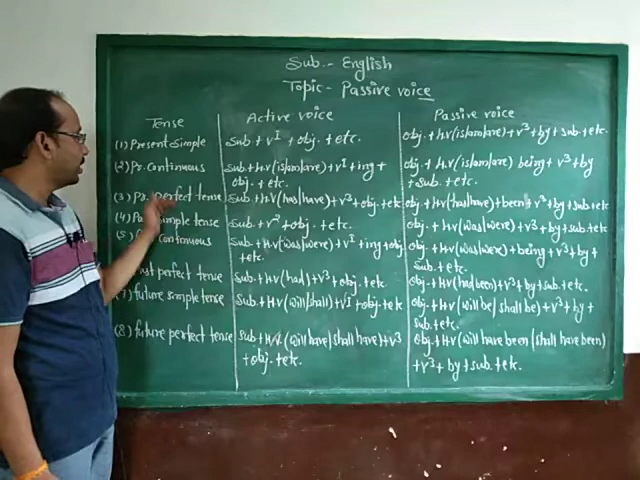 Sub. - English
Topic - Passive voice
Tense Active voice Passive voice
(1) Present simple Sub + v1 + obj. + etc. obj. + H.v (is/am/are) + v3 + by + sub. + etc.
(2) Pr. Continuous Sub + H.v (is/am/are) + v1 + ing + obj. + H.v (is/am/are) being + v3 + by
obj. + etc. + sub. + etc.
(3) Pr. perfect tense Sub + H.v (has/have) + v3 + obj. + etc obj. + H.v (has/have) + been + v3 + by + sub + etc
(4) simple tense Sub + v2 + obj. + etc. obj. + H.v (was/were) + v3 + by + sub + etc
(5) Continuous Sub + H.v (was/were) + v1 + ing + obj obj. + H.v (was/were) + being + v3 + by +
+ etc. Sub. + etc.
perfect tense Sub. + H.v (had) + v3 + obj. + etc. obj. + H.v (had been) + v3 + by + sub. + etc.
future simple tense Sub + H.v (will/shall) + v1 + obj. + etc obj. + H.v (will be/shall be) + v3 + by +
sub. + etc.
(8) future perfect tense Sub + H.v (will have/shall have) + v3 obj. + H.v (will have been/shall have been)
+ obj. + etc. + v3 + by + sub. + etc.